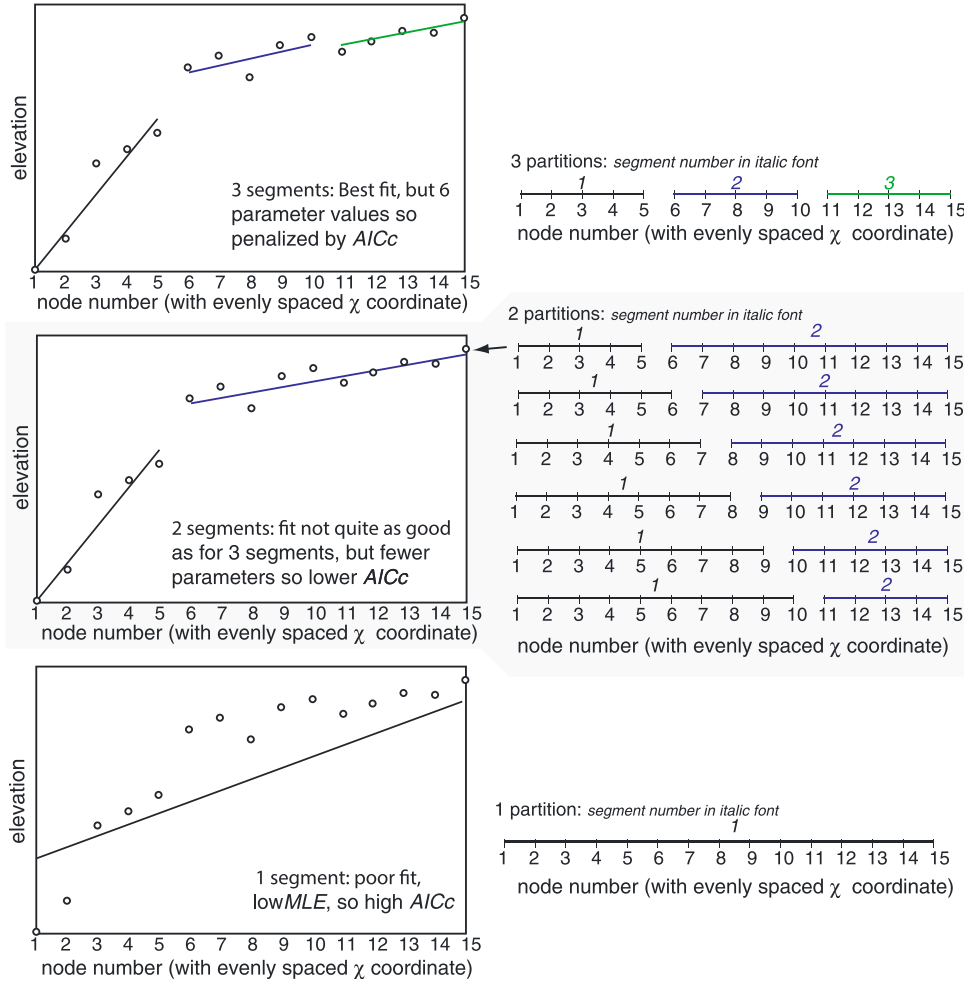 elevation
3 segments: Best fit, but 6
parameter values so
penalized by AICc
1 2 3 4 5 6 7 8 9 10 11 12 13 14 15
node number (with evenly spaced χ coordinate)
3 partitions: segment number in italic font
1 2 3
1 2 3 4 5 6 7 8 9 10 11 12 13 14 15
node number (with evenly spaced χ coordinate)
elevation
2 segments: fit not quite as good
as for 3 segments, but fewer
parameters so lower AICc
1 2 3 4 5 6 7 8 9 10 11 12 13 14 15
node number (with evenly spaced χ coordinate)
2 partitions: segment number in italic font
1 2
1 2 3 4 5 6 7 8 9 10 11 12 13 14 15
1 2
1 2 3 4 5 6 7 8 9 10 11 12 13 14 15
1 2
1 2 3 4 5 6 7 8 9 10 11 12 13 14 15
1 2
1 2 3 4 5 6 7 8 9 10 11 12 13 14 15
1 2
1 2 3 4 5 6 7 8 9 10 11 12 13 14 15
1 2
1 2 3 4 5 6 7 8 9 10 11 12 13 14 15
node number (with evenly spaced χ coordinate)
elevation
1 segment: poor fit,
low MLE, so high AICc
1 2 3 4 5 6 7 8 9 10 11 12 13 14 15
node number (with evenly spaced χ coordinate)
1 partition: segment number in italic font
1
1 2 3 4 5 6 7 8 9 10 11 12 13 14 15
node number (with evenly spaced χ coordinate)